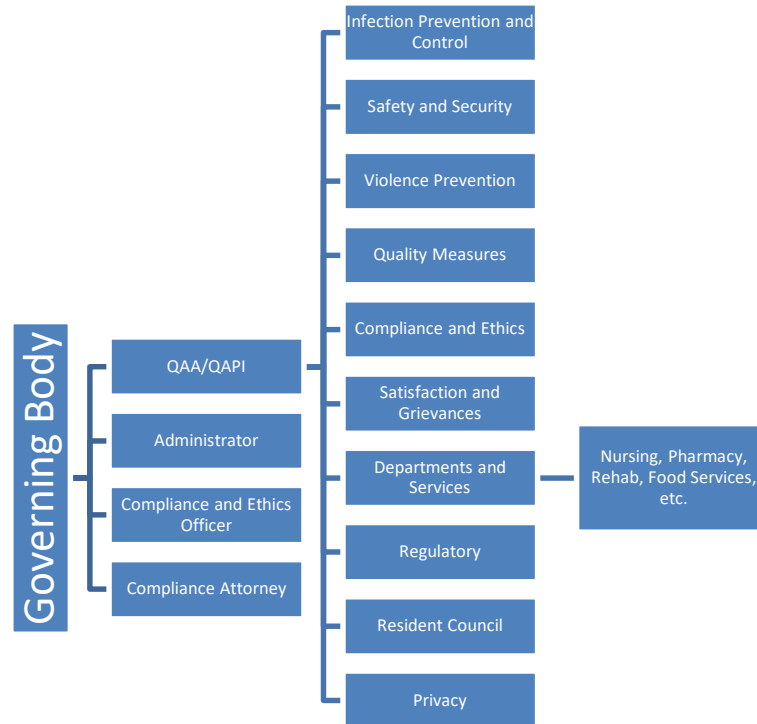 Governing Body
QAA/QAPI
Administrator
Compliance and Ethics
Officer
Compliance Attorney
Infection Prevention and
Control
Safety and Security
Violence Prevention
Quality Measures
Compliance and Ethics
Satisfaction and
Grievances
Departments and
Services
Regulatory
Resident Council
Privacy
Nursing, Pharmacy,
Rehab, Food Services,
etc.